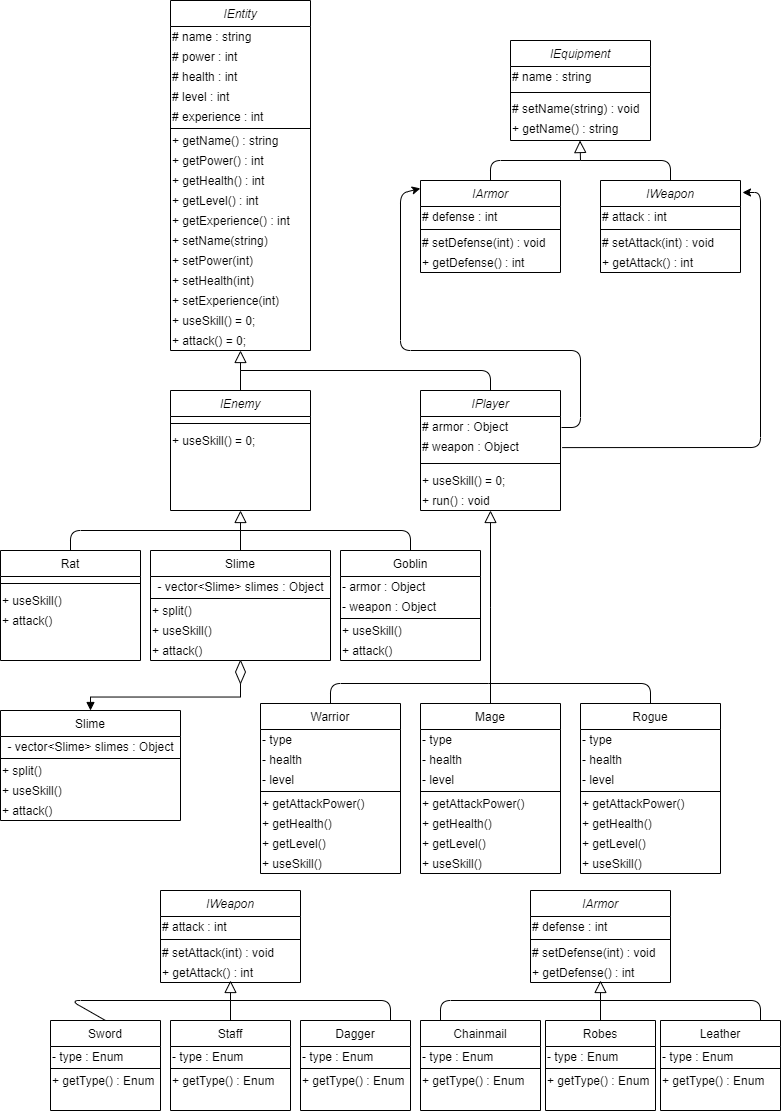 IEntity
# name : string
# power : int
# health : int
# level : int
# experience : int
+ getName() : string
+ getPower() : int
+ getHealth() : int
+ getLevel() : int
+ getExperience() : int
+ setName(string)
+ setPower(int)
+ setHealth(int)
+ setExperience(int)
+ useSkill() = 0;
+ attack() = 0;
IEquipment
# name : string
# setName(string) : void
+ getName() : string
IArmor
# defense : int
# setDefense(int) : void
+ getDefense() : int
IWeapon
# attack : int
# setAttack(int) : void
+ getAttack() : int
IEnemy
+ useSkill() = 0;
IPlayer
# armor : Object
# weapon : Object
+ useSkill() = 0;
+ run() : void
Rat
+ useSkill()
+ attack()
Slime
- vector<Slime> slimes : Object
+ split()
+ useSkill()
+ attack()
Goblin
- armor : Object
- weapon : Object
+ useSkill()
+ attack()
Slime
- vector<Slime> slimes : Object
+ split()
+ useSkill()
+ attack()
Warrior
- type
- health
- level
+ getAttackPower()
+ getHealth()
+ getLevel()
+ useSkill()
Mage
- type
- health
- level
+ getAttackPower()
+ getHealth()
+ getLevel()
+ useSkill()
Rogue
- type
- health
- level
+ getAttackPower()
+ getHealth()
+ getLevel()
+ useSkill()
IWeapon
# attack : int
# setAttack(int) : void
+ getAttack() : int
IArmor
# defense : int
# setDefense(int) : void
+ getDefense() : int
Sword
- type : Enum
+ getType() : Enum
Staff
- type : Enum
+ getType() : Enum
Dagger
- type : Enum
+ getType() : Enum
Chainmail
- type : Enum
+ getType() : Enum
Robes
- type : Enum
+ getType() : Enum
Leather
- type : Enum
+ getType() : Enum